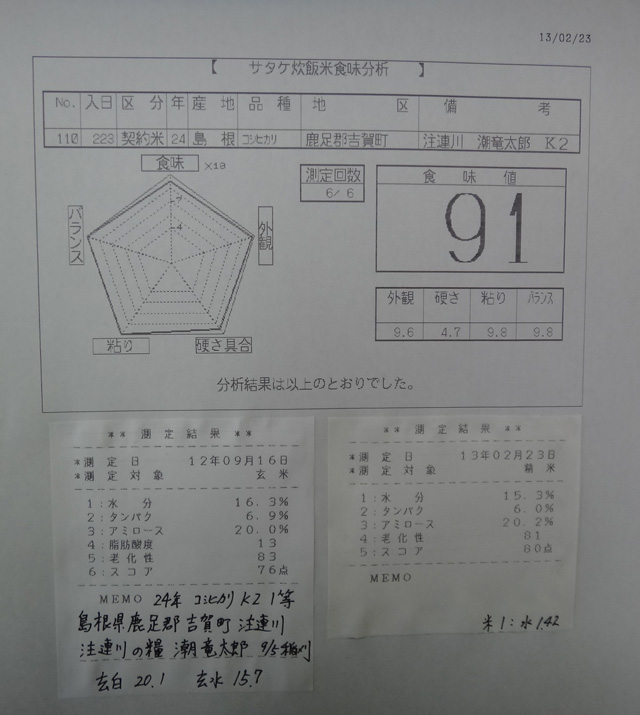 13/02/23
【 サタケ炊飯米食味分析 】
No. 入日 区分 年 産地 品種 地区 備考
110 223 契約米 24 島根 コシヒカリ 鹿足郡吉賀町 注連川 潮竜太郎 K2
食味 ×10
7
4
バランス
外観
粘り
硬さ具合
測定回数
6/ 6
食味値
91
外観 硬さ 粘り バランス
9.6 4.7 9.8 9.8
分析結果は以上のとおりでした。
** 測定結果 **
*測定日 12年09月16日
*測定対象 玄米
1:水分 16.3%
2:タンパク 6.9%
3:アミロース 20.0%
4:脂肪酸度 13
5:老化性 83
6:スコア 76点
MEMO 24年 コシヒカリ K2 1等
島根県鹿足郡吉賀町注連川
注連川の糧 潮竜太郎 9/5稲刈
玄白 20.1 玄水 15.7
** 測定結果 **
*測定日 13年02月23日
*測定対象 精米
1:水分 15.3%
2:タンパク 6.0%
3:アミロース 20.2%
4:老化性 81
5:スコア 80点
MEMO
米1:水1.42